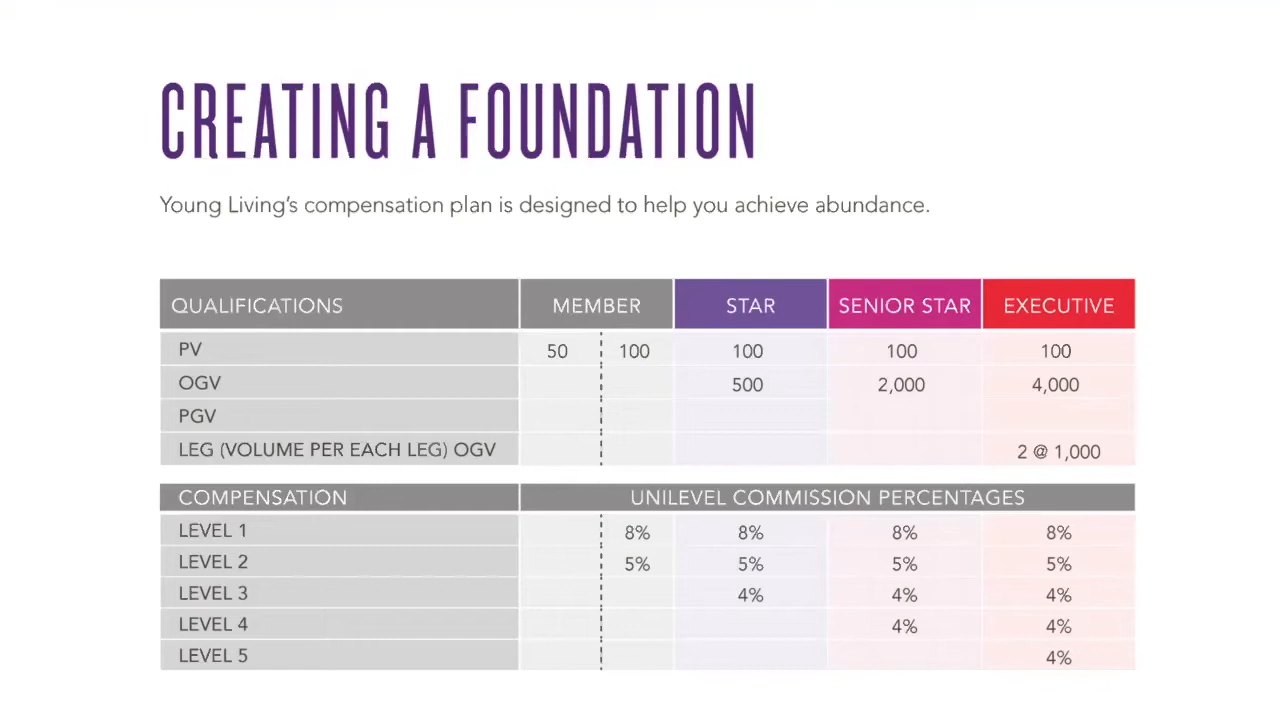 CREATING A FOUNDATION
Young Living's compensation plan is designed to help you achieve abundance.
QUALIFICATIONS MEMBER STAR SENIOR STAR EXECUTIVE
PV 50 100 100 100 100
OGV 500 2,000 4,000
PGV
LEG (VOLUME PER EACH LEG) OGV 2 @ 1,000
COMPENSATION UNILEVEL COMMISSION PERCENTAGES
LEVEL 1 8% 8% 8% 8%
LEVEL 2 5% 5% 5% 5%
LEVEL 3 4% 4% 4%
LEVEL 4 4% 4%
LEVEL 5 4%